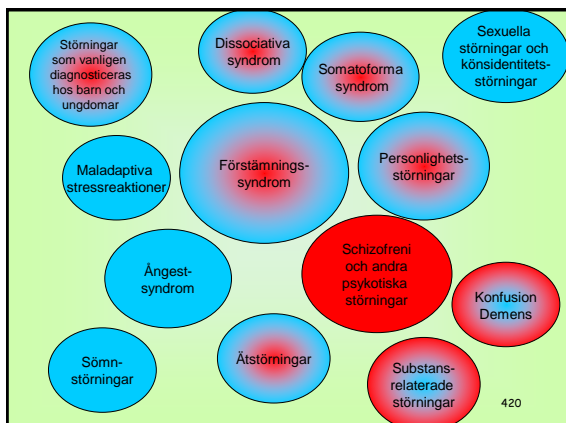 Störningar
som vanligen
diagnosticeras
hos barn och
ungdomar
Dissociativa
syndrom
Somatoforma
syndrom
Sexuella
störningar och
könsidentitets-
störningar
Maladaptiva
stressreaktioner
Förstämnings-
syndrom
Personlighets-
störningar
Ångest-
syndrom
Schizofreni
och andra
psykotiska
störningar
Konfusion
Demens
Sömn-
störningar
Ätstörningar
Substans-
relaterade
störningar
420